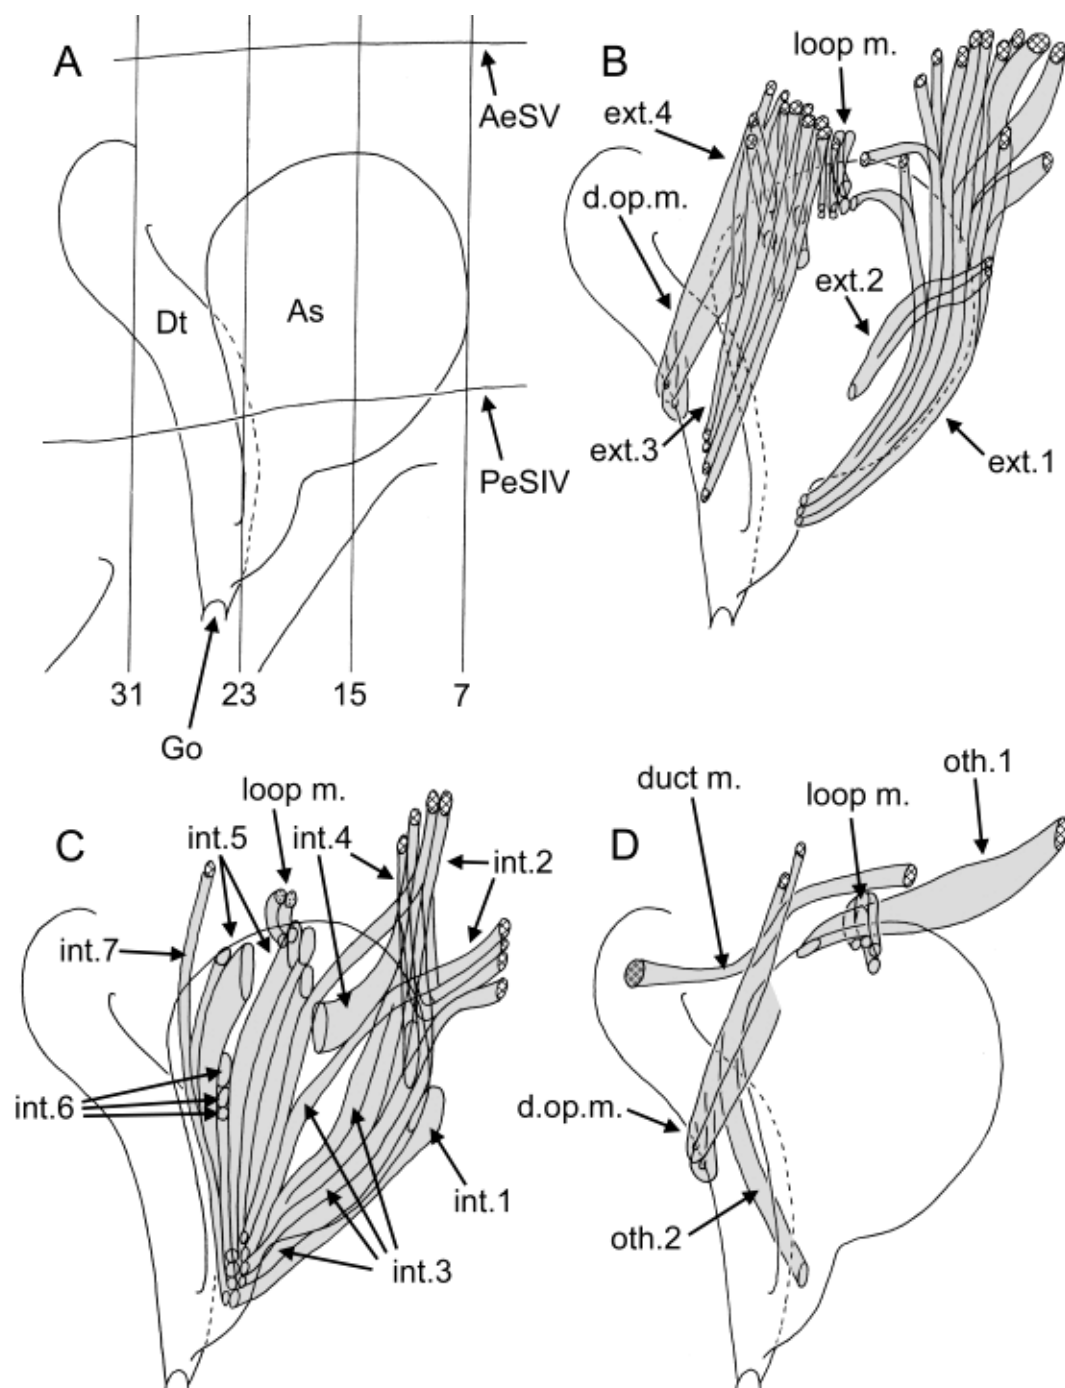 A
AeSV
Dt
As
PeSIV
31 23 15 7
Go
B
loop m.
ext.4
d.op.m.
ext.2
ext.3
ext.1
C
loop m.
int.5
int.4
int.2
int.7
int.6
int.1
int.3
D
duct m.
loop m.
oth.1
d.op.m.
oth.2